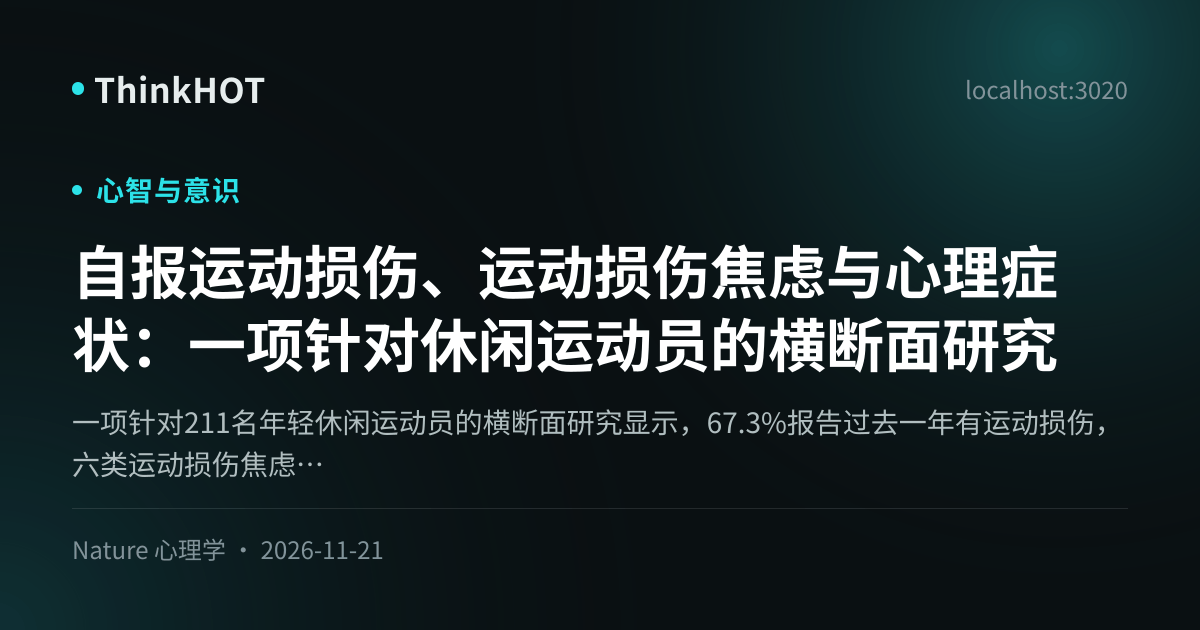 ThinkHOT
localhost:3020
心智与意识
自报运动损伤、运动损伤焦虑与心理症
状：一项针对休闲运动员的横断面研究
一项针对211名年轻休闲运动员的横断面研究显示，67.3%报告过去一年有运动损伤，
六类运动损伤焦虑…
Nature 心理学 · 2026-11-21